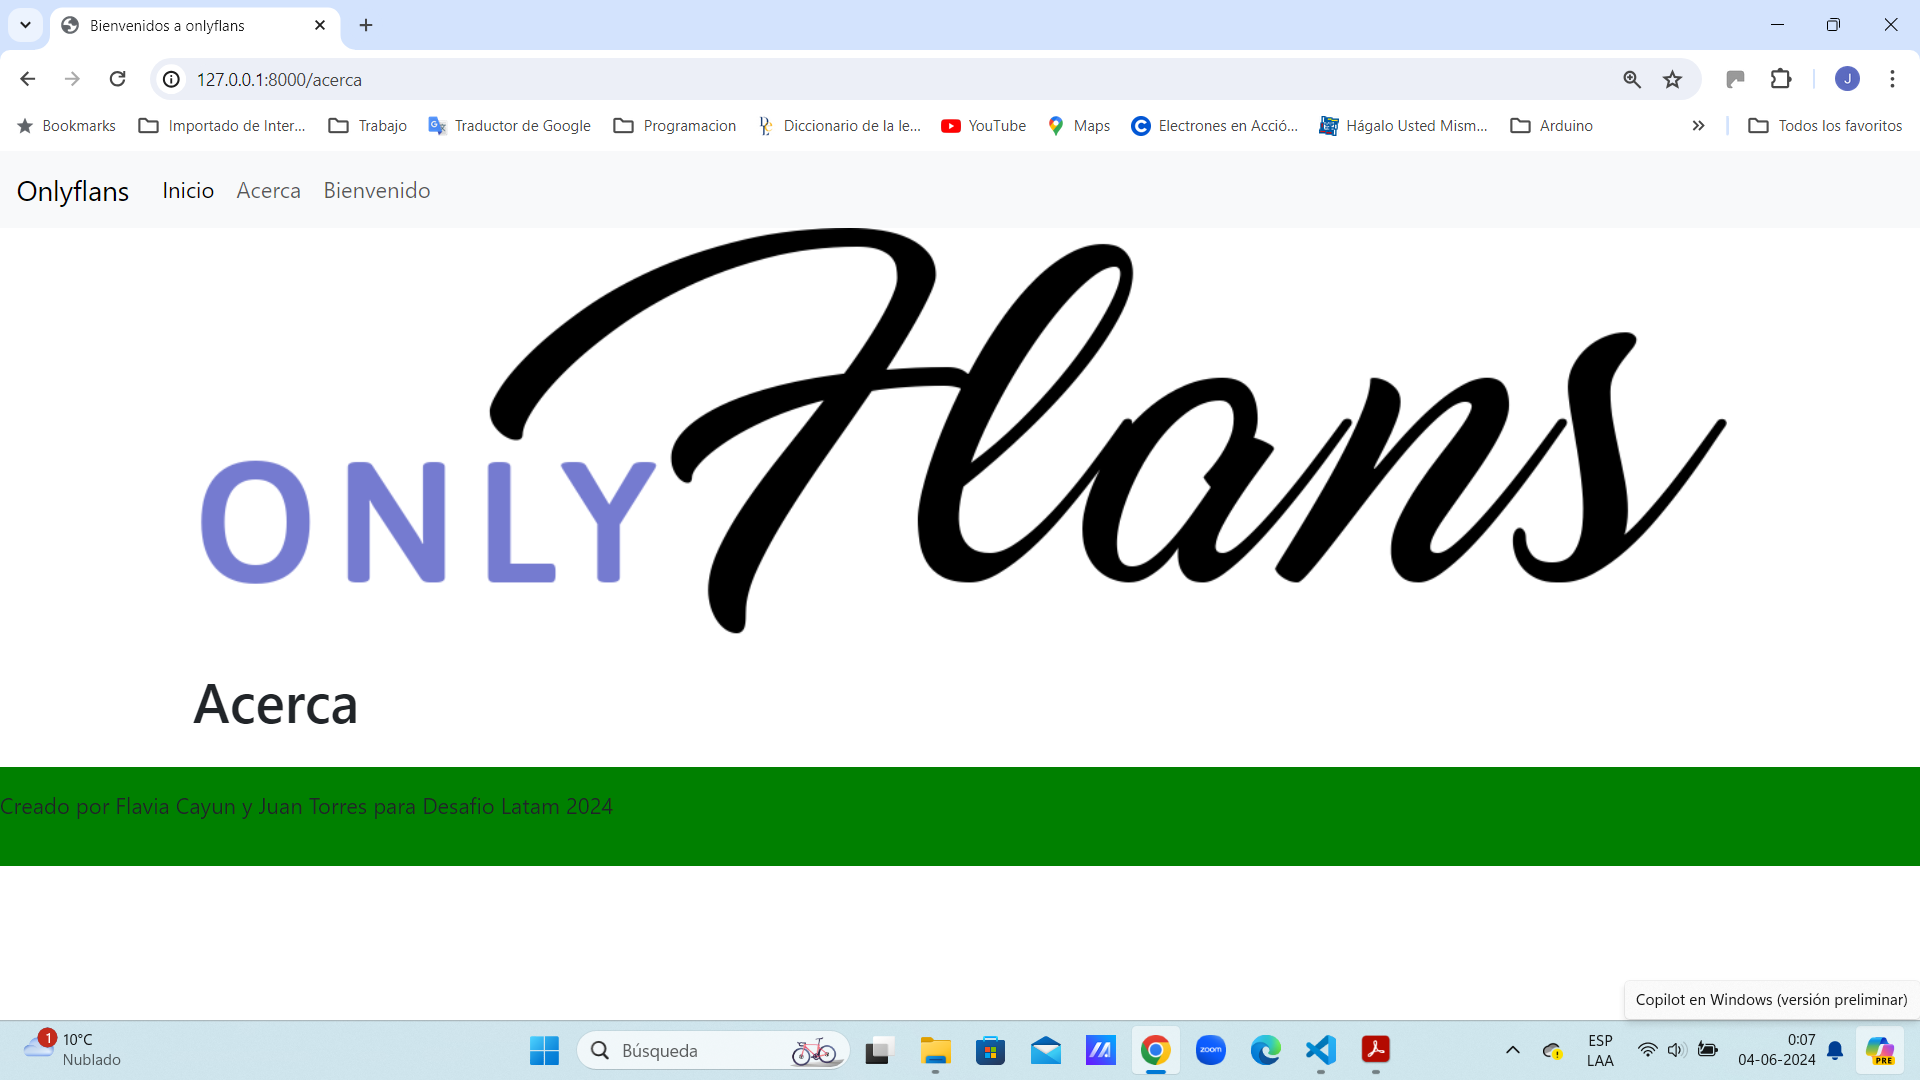 Bienvenidos a onlyflans
127.0.0.1:8000/acerca
J
Bookmarks Importado de Inter... Trabajo Traductor de Google Programacion Diccionario de la le... YouTube Maps Electrones en Acció... Hágalo Usted Mism... Arduino Todos los favoritos
Onlyflans Inicio Acerca Bienvenido
ONLY Flans
Acerca
Creado por Flavia Cayun y Juan Torres para Desafio Latam 2024
Copilot en Windows (versión preliminar)
1 10°C
Nublado
Búsqueda
zoom
ESP
LAA
0:07
04-06-2024
PRE